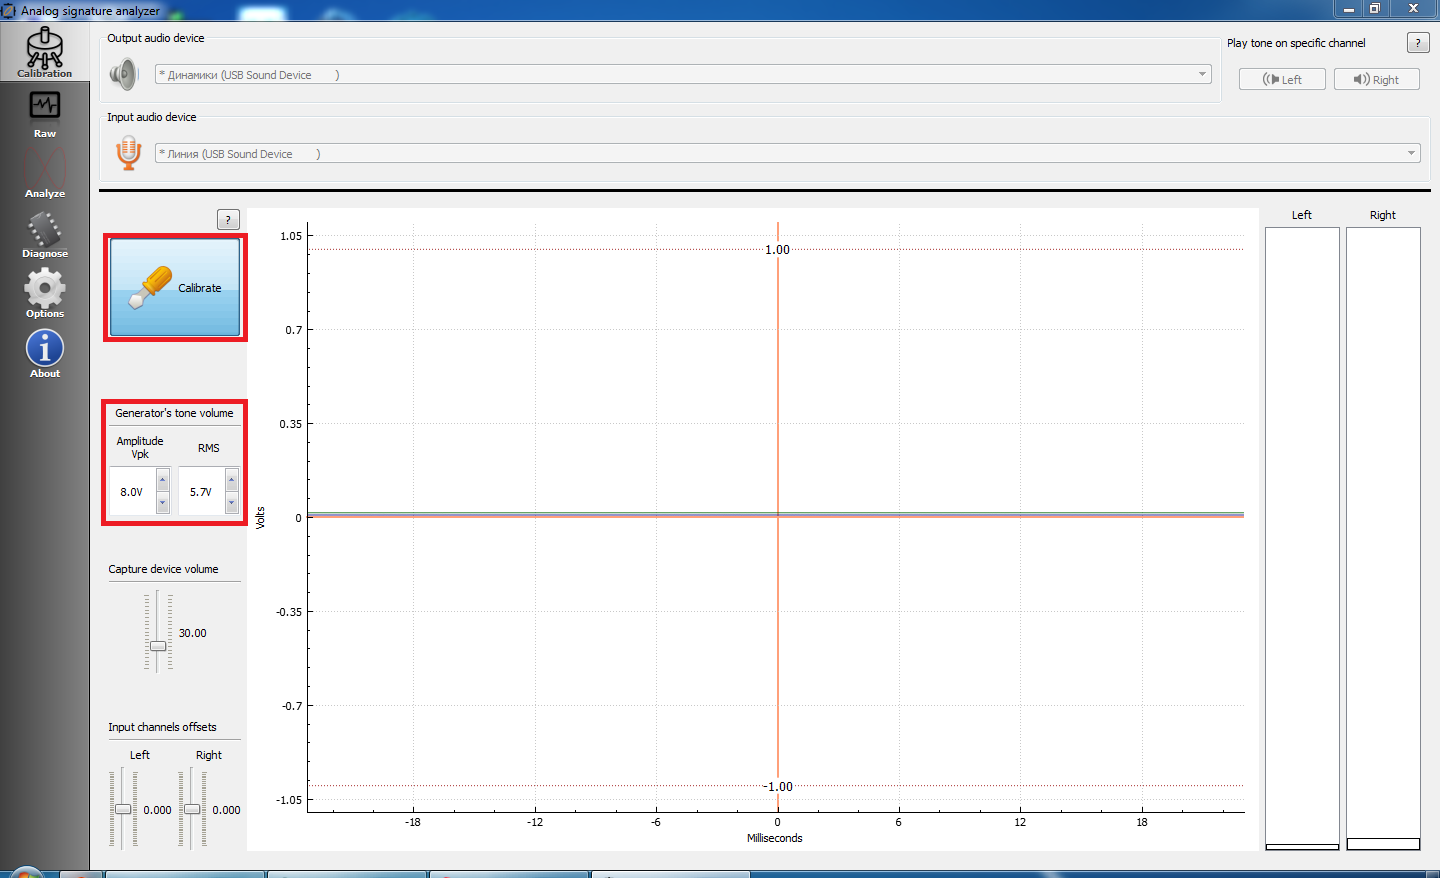 Analog signature analyzer
Calibration
Raw
Analyze
Diagnose
Options
About
Output audio device
* Динамики (USB Sound Device )
Play tone on specific channel
?
Left
Right
Input audio device
* Линия (USB Sound Device )
?
Calibrate
Generator's tone volume
Amplitude
Vpk
RMS
8.0V
5.7V
Capture device volume
30.00
Input channels offsets
Left
Right
0.000
0.000
Volts
1.05
0.7
0.35
0
-0.35
-0.7
-1.05
1.00
-1.00
-18
-12
-6
0
6
12
18
Milliseconds
Left
Right